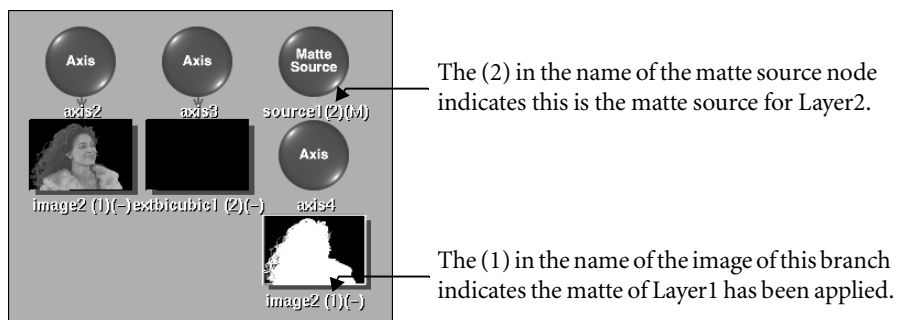 Axis
Axis
Matte
Source
axis2
axis3
source1(2)(M)
The (2) in the name of the matte source node
indicates this is the matte source for Layer2.
Axis
image2 (1)(-)
extbicubic1 (2)(-)
axis4
image2 (1)(-)
The (1) in the name of the image of this branch
indicates the matte of Layer1 has been applied.